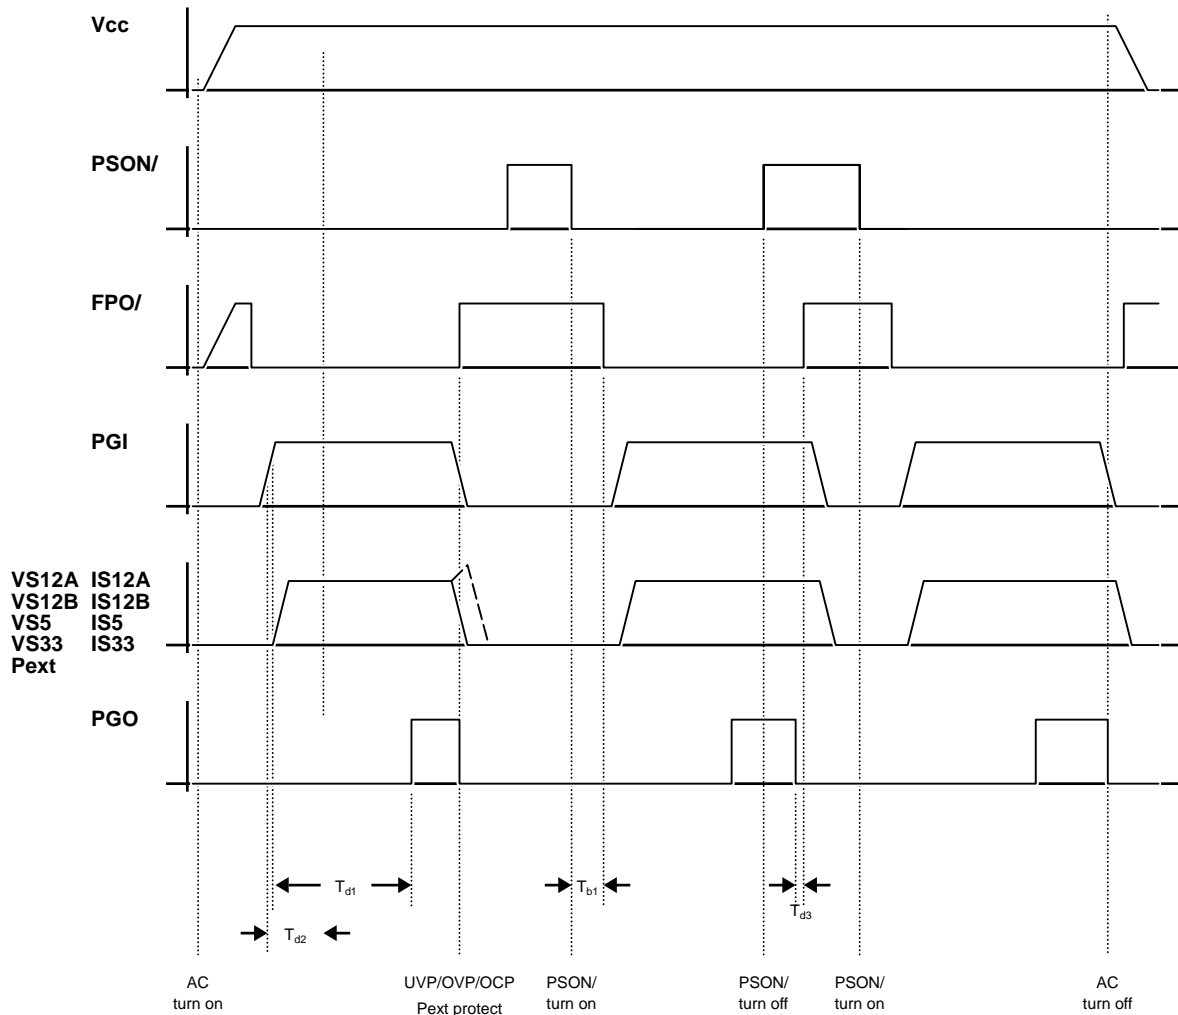 Vcc
PSON/
FPO/
PGI
VS12A IS12A
VS12B IS12B
VS5 IS5
VS33 IS33
Pext
PGO
Td1
Tb1
Td3
Td2
AC
turn on
UVP/OVP/OCP
Pext protect
PSON/
turn on
PSON/
turn off
PSON/
turn on
AC
turn off